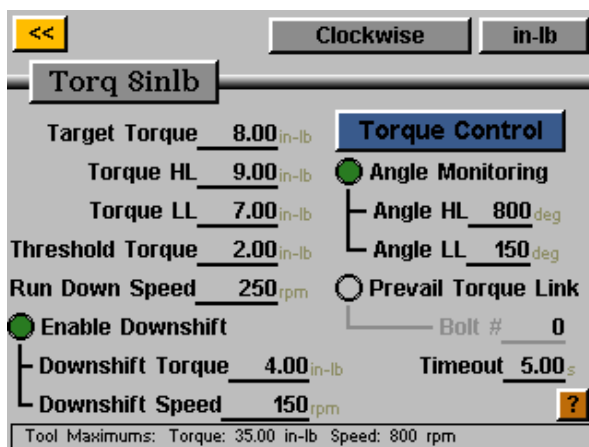 << Clockwise in-lb
Torq 8inlb
Target Torque 8.00 in-lb
Torque Control
Torque HL 9.00 in-lb
Angle Monitoring
Torque LL 7.00 in-lb
Angle HL 800 deg
Threshold Torque 2.00 in-lb
Angle LL 150 deg
Run Down Speed 250 rpm
Prevail Torque Link
Enable Downshift
Bolt # 0
Downshift Torque 4.00 in-lb
Timeout 5.00 s
Downshift Speed 150 rpm
?
Tool Maximums: Torque: 35.00 in-lb Speed: 800 rpm